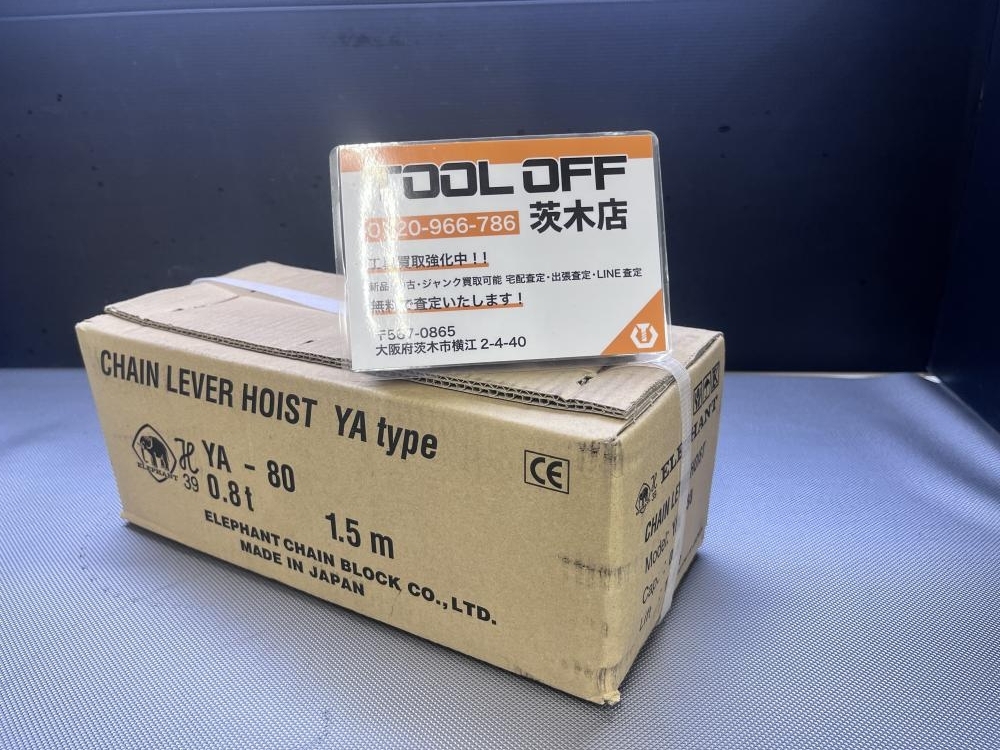 TOOL OFF
0120-966-786 茨木店
工具買取強化中!!
新品・中古・ジャンク買取可能 宅配査定・出張査定・LINE査定
無料で査定いたします!
〒567-0865
大阪府茨木市横江 2-4-40
CHAIN LEVER HOIST YA type
ELEPHANT
39
YA - 80
0.8t
1.5 m
CE
ELEPHANT CHAIN BLOCK CO.,LTD.
MADE IN JAPAN
CHAIN
HOIST
80
Model: